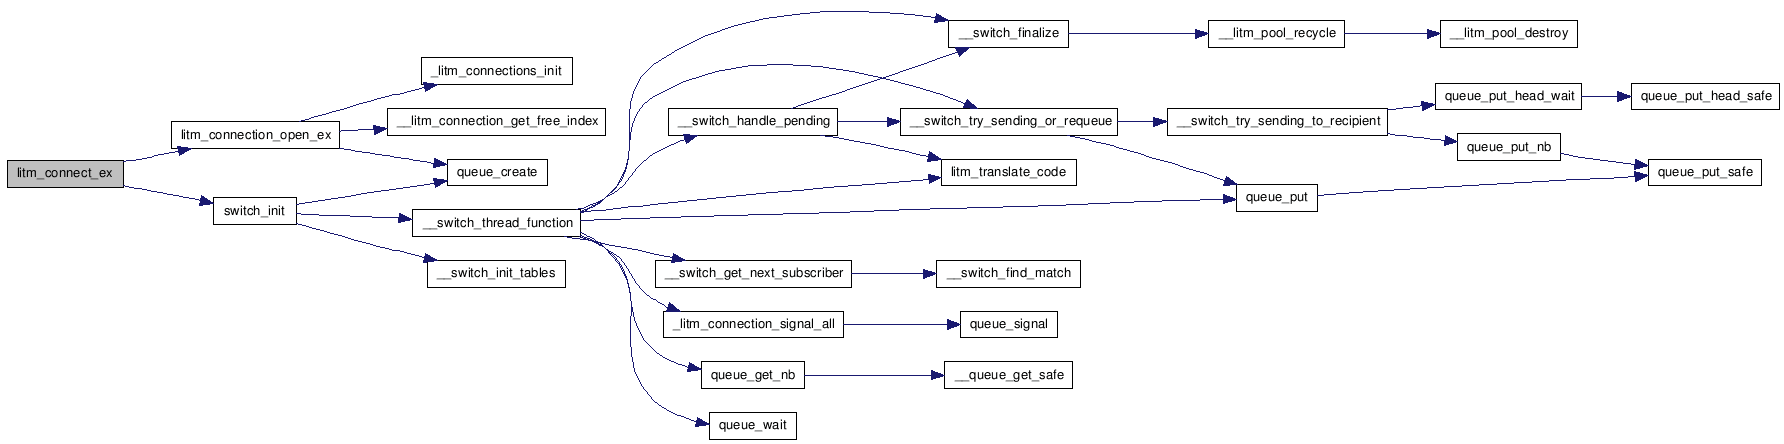 litm_connect_ex
litm_connection_open_ex
switch_init
_litm_connections_init
__litm_connection_get_free_index
queue_create
__switch_thread_function
__switch_init_tables
__switch_handle_pending
__switch_get_next_subscriber
_litm_connection_signal_all
queue_get_nb
queue_wait
__switch_finalize
__switch_try_sending_or_requeue
litm_translate_code
__switch_find_match
queue_signal
__queue_get_safe
__litm_pool_recycle
__switch_try_sending_to_recipient
queue_put
__litm_pool_destroy
queue_put_head_wait
queue_put_nb
queue_put_head_safe
queue_put_safe